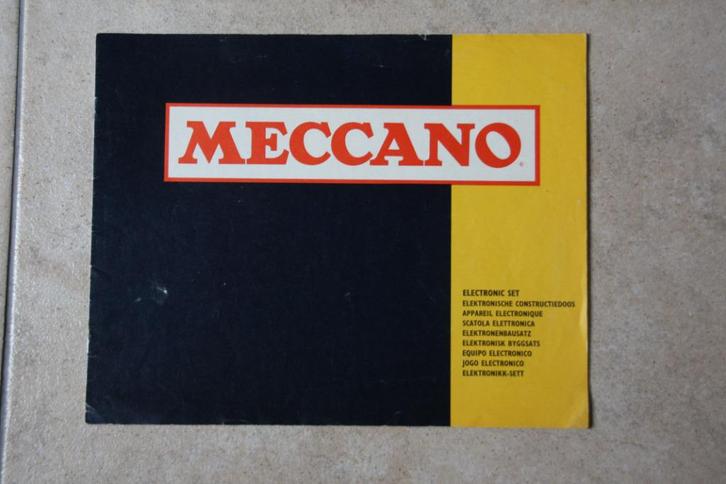 MECCANO®
ELECTRONIC SET
ELEKTRONISCHE CONSTRUCTIEDOOS
APPAREIL ELECTRONIQUE
SCATOLA ELETTRONICA
ELEKTRONENBAUSATZ
ELEKTRONISK BYGGSATS
EQUIPO ELECTRONICO
JOGO ELECTRONICO
ELEKTRONIKK-SETT